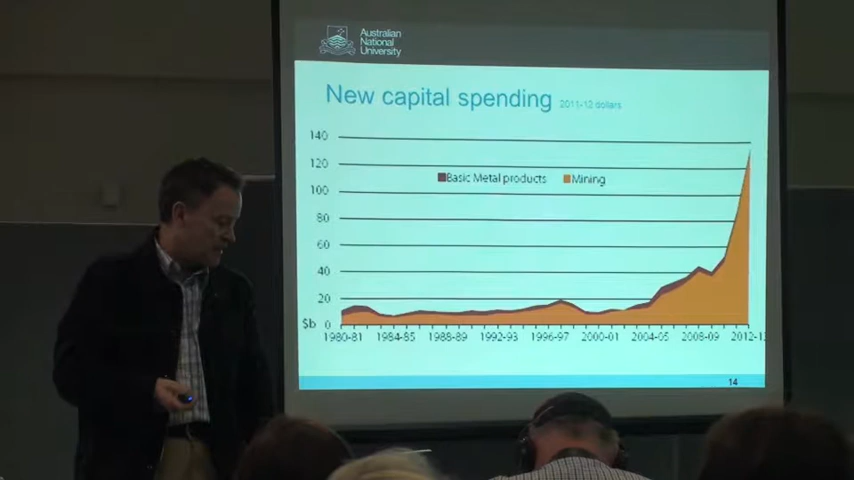 Australian
National
University
New capital spending 2011-12 dollars
140
120
100
80
60
40
20
$b 0
Basic Metal products Mining
1980-81 1984-85 1988-89 1992-93 1996-97 2000-01 2004-05 2008-09 2012-1
14